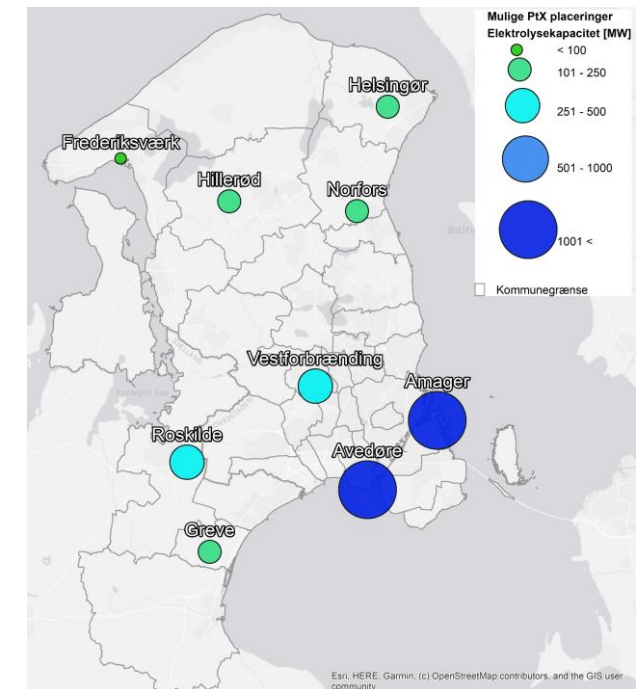 Mulige PtX placeringer
Elektrolysekapacitet [MW]
< 100
101 - 250
251 - 500
501 - 1000
1001 <
Kommunegrænse
Helsingør
Frederiksværk
Hillerød
Norfors
Vestforbrænding
Amager
Roskilde
Avedøre
Greve
Esri, HERE, Garmin, (c) OpenStreetMap contributors, and the GIS user
community